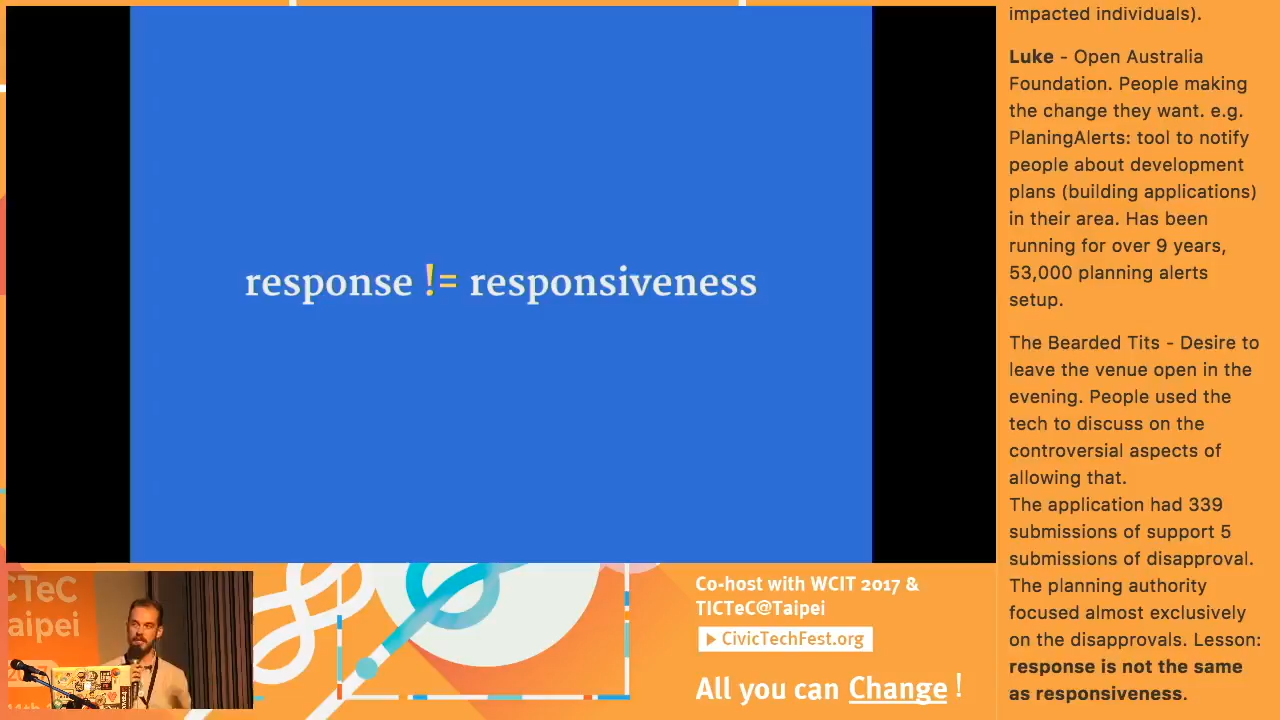 response != responsiveness
impacted individuals).
Luke - Open Australia
Foundation. People making
the change they want. e.g.
PlaningAlerts: tool to notify
people about development
plans (building applications)
in their area. Has been
running for over 9 years,
53,000 planning alerts
setup.
The Bearded Tits - Desire to
leave the venue open in the
evening. People used the
tech to discuss on the
controversial aspects of
allowing that.
The application had 339
submissions of support 5
submissions of disapproval.
The planning authority
focused almost exclusively
on the disapprovals. Lesson:
response is not the same
as responsiveness.
CTeC
aipei
Co-host with WCIT 2017 &
TICTeC@Taipei
CivicTechFest.org
All you can Change !